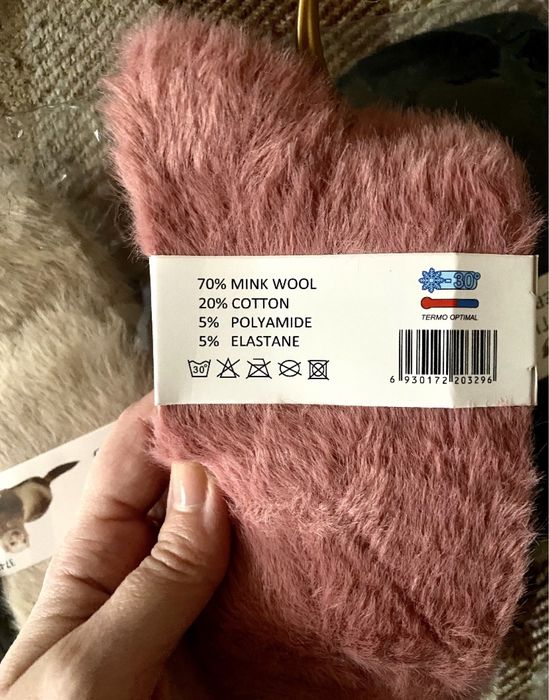 70% MINK WOOL
20% COTTON
5% POLYAMIDE
5% ELASTANE
30°
-30°
TERMO OPTIMAL
6 930172 203296